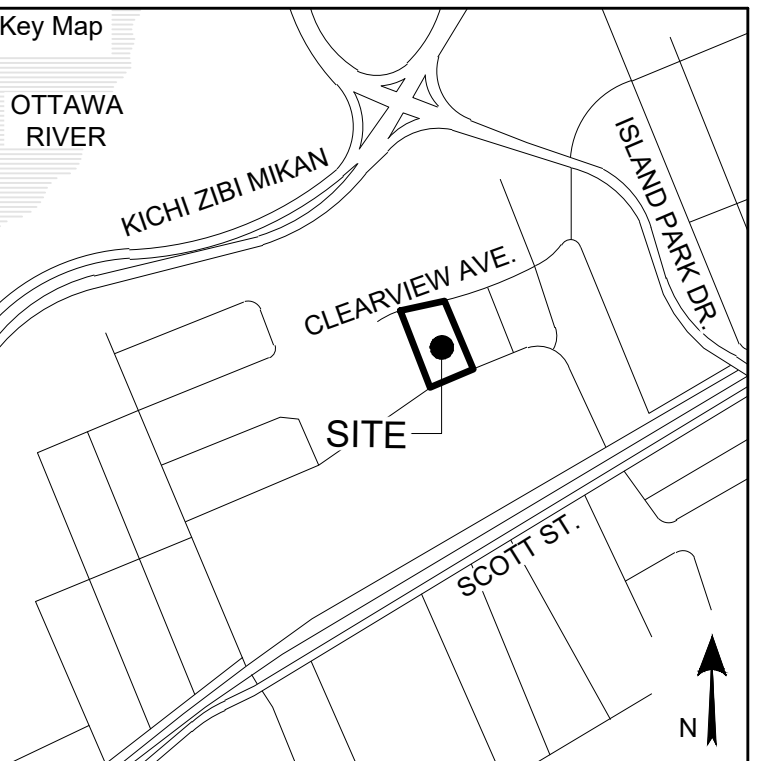 Key Map
OTTAWA
RIVER
KICHI ZIBI MIKAN
ISLAND PARK DR.
CLEARVIEW AVE.
SITE
SCOTT ST.
N